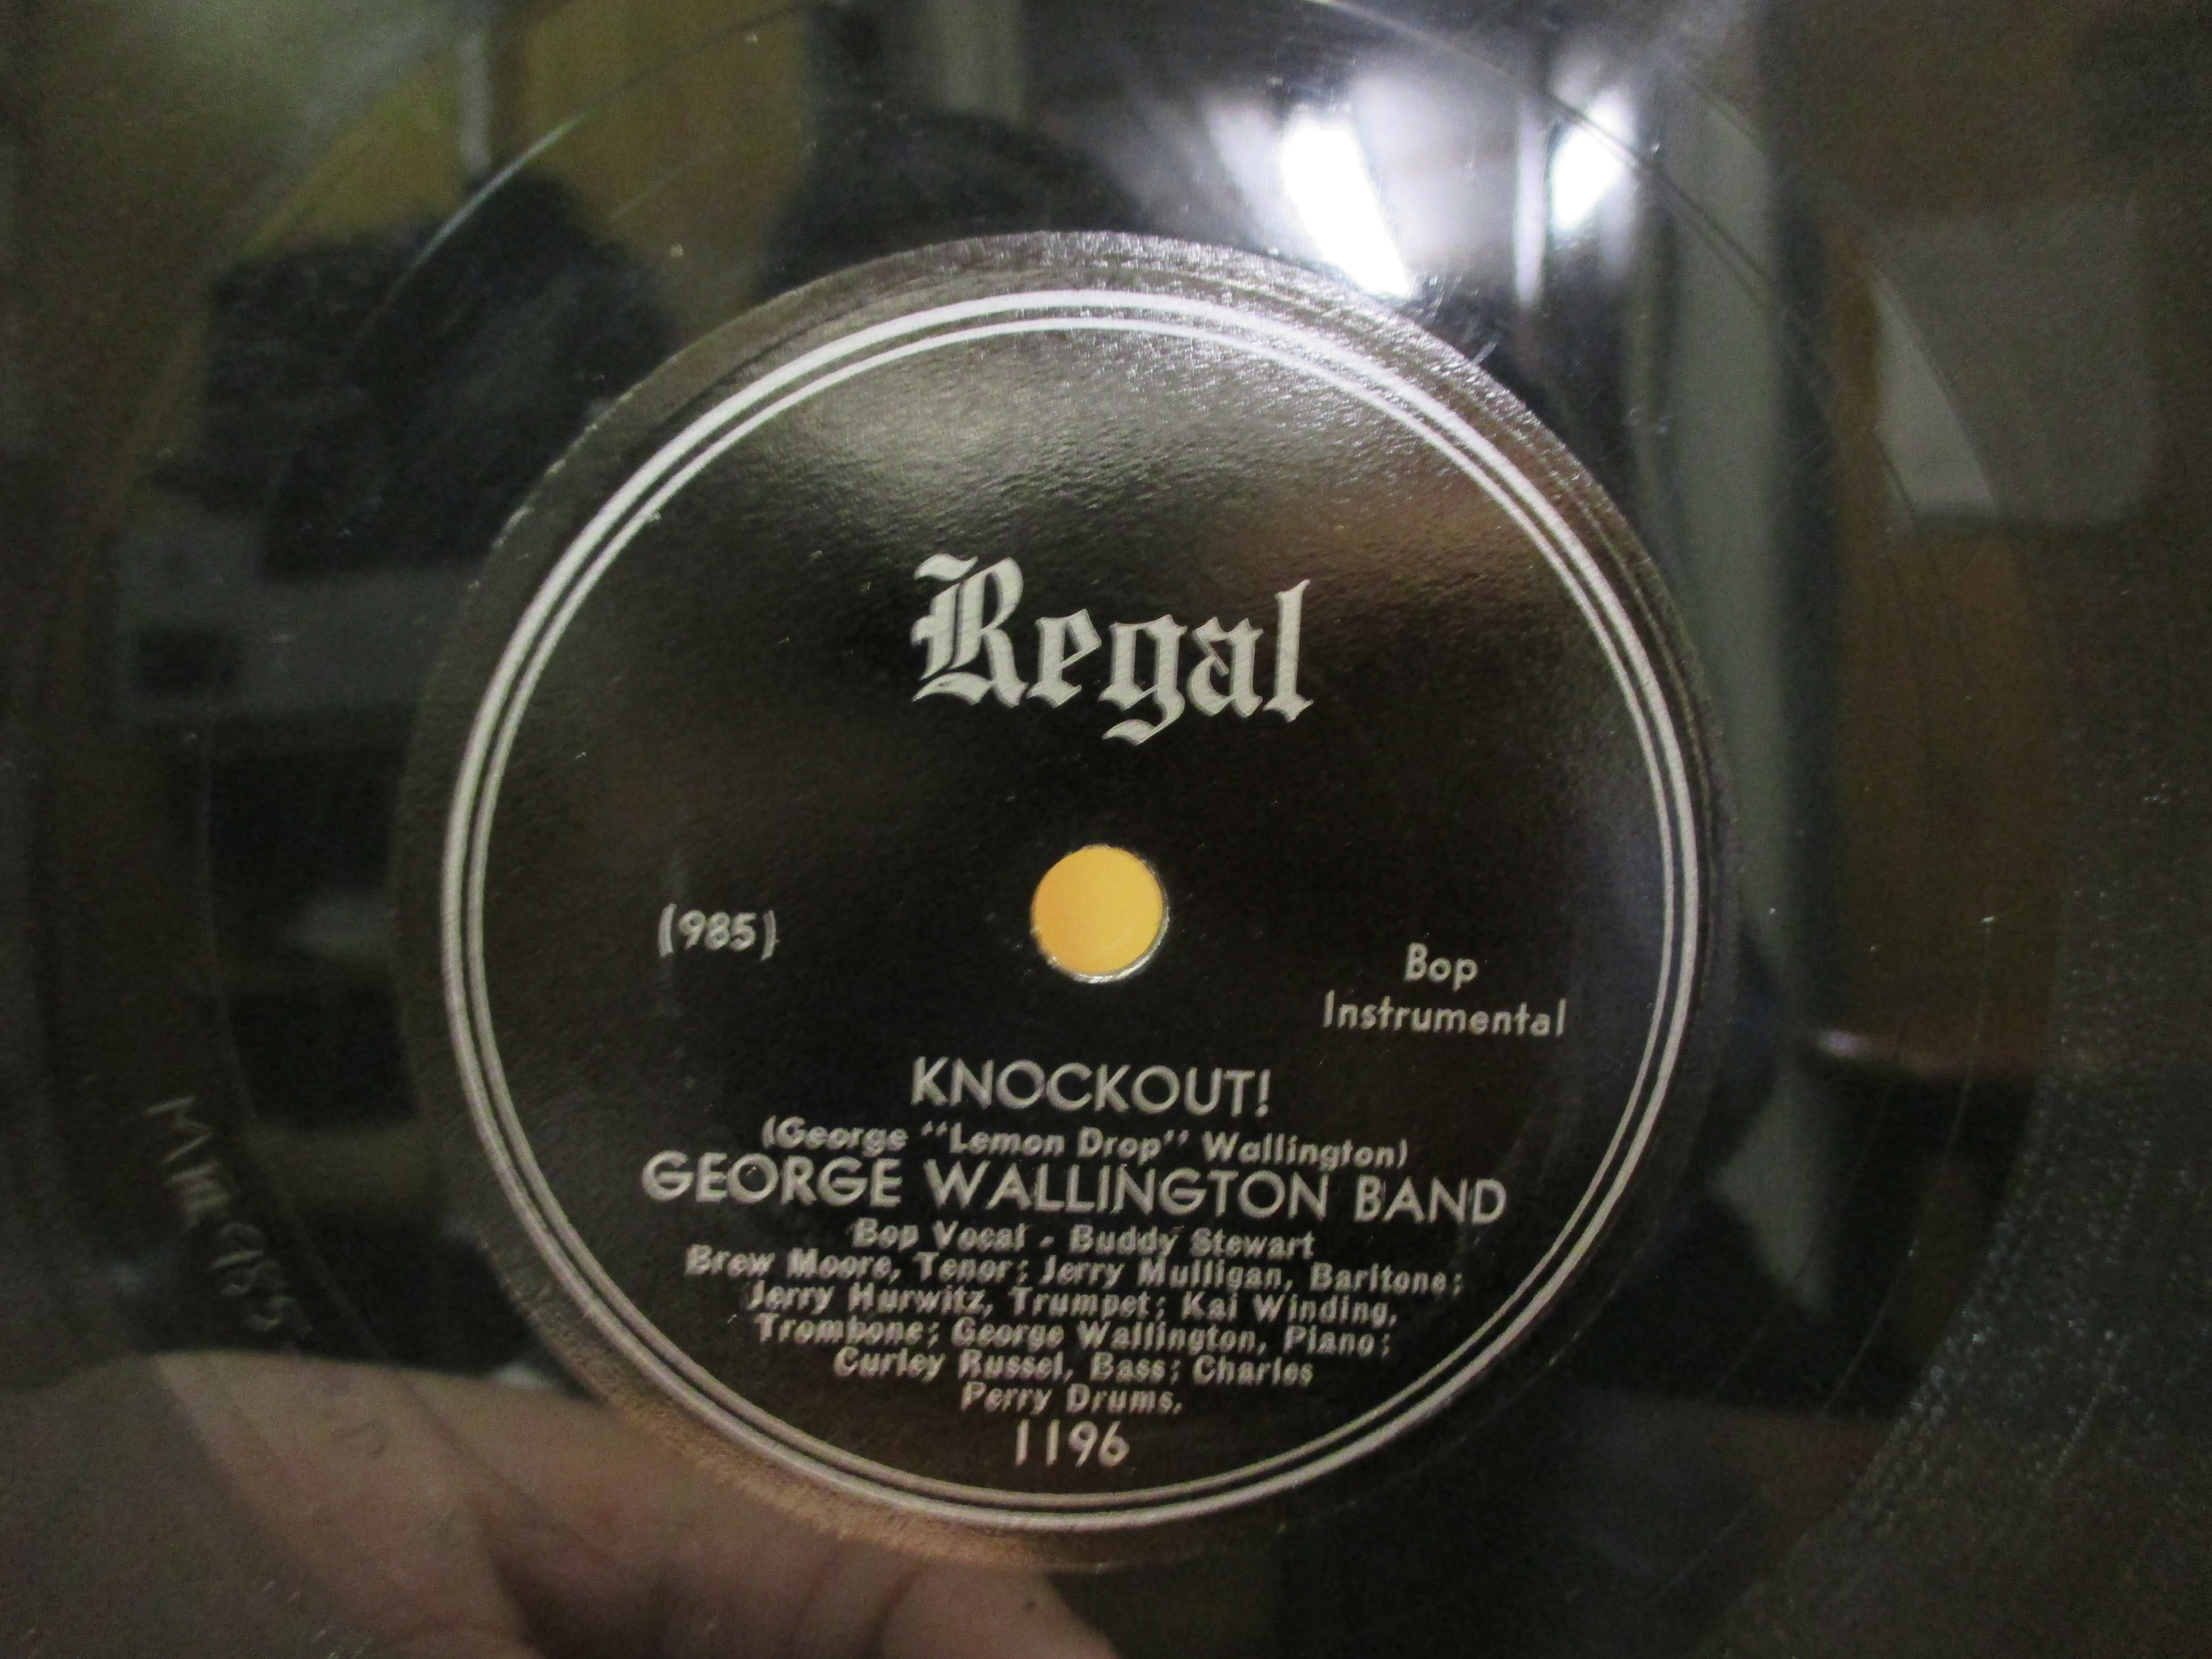 Regal
(985)
Bop
Instrumental
KNOCKOUT!
(George "Lemon Drop" Wallington)
GEORGE WALLINGTON BAND
Bop Vocal - Buddy Stewart
Brew Moore, Tenor; Jerry Mulligan, Baritone;
Jerry Hurwitz, Trumpet; Kai Winding,
Trombone; George Wallington, Piano;
Curley Russel, Bass; Charles
Perry Drums.
1196